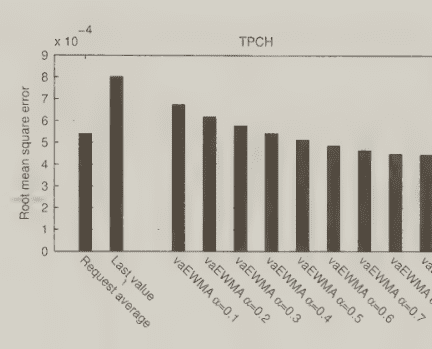 x 10
-4
TPCH
Root mean square error
9
8
7
6
5
4
3
2
1
0
Request average
Last value
vaEWMA α=0.1
vaEWMA α=0.2
vaEWMA α=0.3
vaEWMA α=0.4
vaEWMA α=0.5
vaEWMA α=0.6
vaEWMA α=0.7
vaEWMA